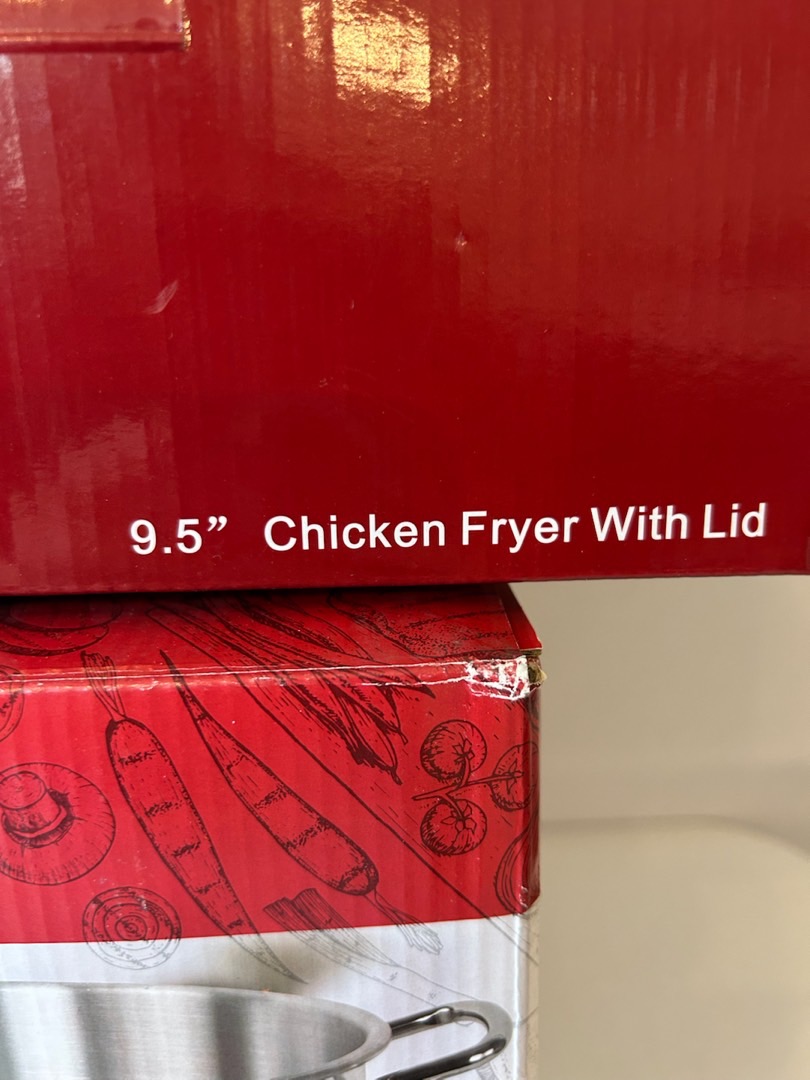 9.5” Chicken Fryer With Lid